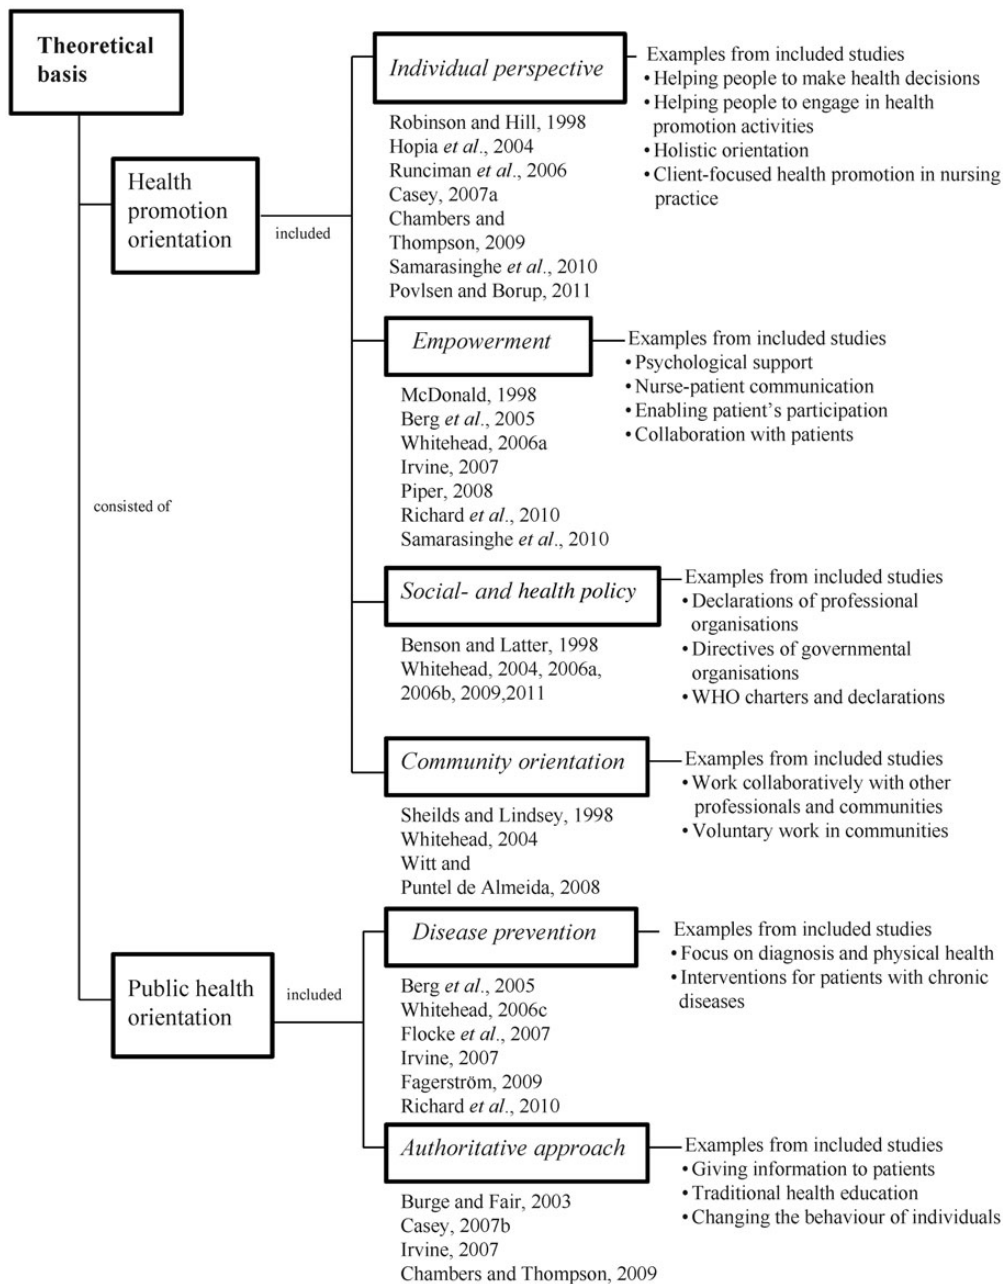 Theoretical
basis
Health
promotion
orientation
included
Individual perspective
Robinson and Hill, 1998
Hopia et al., 2004
Runciman et al., 2006
Casey, 2007a
Chambers and
Thompson, 2009
Samarasinghe et al., 2010
Povlsen and Borup, 2011
Examples from included studies
• Helping people to make health decisions
• Helping people to engage in health
promotion activities
• Holistic orientation
• Client-focused health promotion in nursing
practice
Empowerment
McDonald, 1998
Berg et al., 2005
Whitehead, 2006a
Irvine, 2007
Piper, 2008
Richard et al., 2010
Samarasinghe et al., 2010
Examples from included studies
• Psychological support
• Nurse-patient communication
• Enabling patient's participation
• Collaboration with patients
consisted of
Social- and health policy
Benson and Latter, 1998
Whitehead, 2004, 2006a,
2006b, 2009,2011
Examples from included studies
• Declarations of professional
organisations
• Directives of governmental
organisations
• WHO charters and declarations
Community orientation
Sheilds and Lindsey, 1998
Whitehead, 2004
Witt and
Puntel de Almeida, 2008
Examples from included studies
• Work collaboratively with other
professionals and communities
• Voluntary work in communities
Public health
orientation
included
Disease prevention
Berg et al., 2005
Whitehead, 2006c
Flocke et al., 2007
Irvine, 2007
Fagerström, 2009
Richard et al., 2010
Examples from included studies
• Focus on diagnosis and physical health
• Interventions for patients with chronic
diseases
Authoritative approach
Burge and Fair, 2003
Casey, 2007b
Irvine, 2007
Chambers and Thompson, 2009
Examples from included studies
• Giving information to patients
• Traditional health education
• Changing the behaviour of individuals